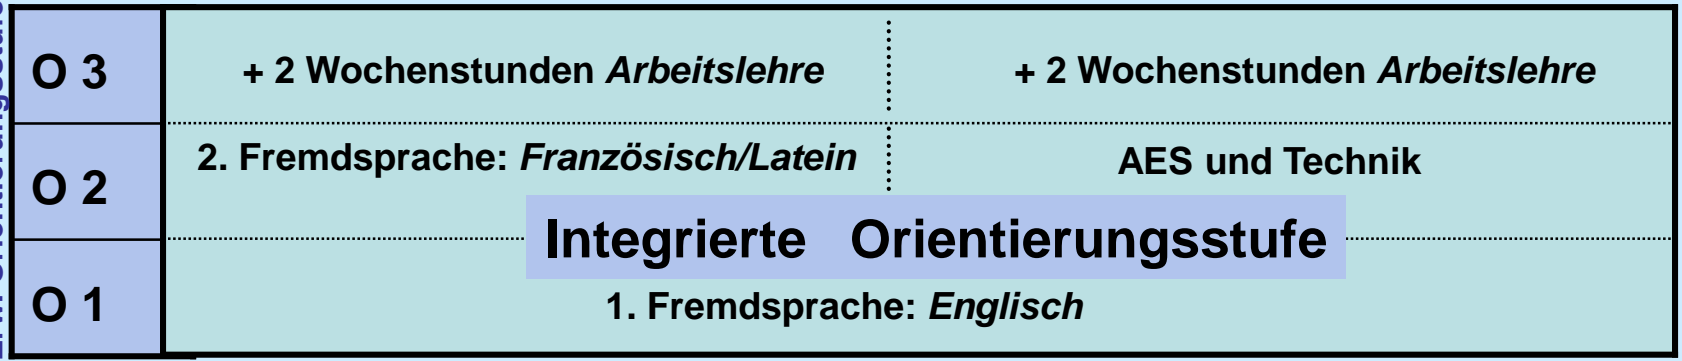 O 3
+ 2 Wochenstunden Arbeitslehre
+ 2 Wochenstunden Arbeitslehre
O 2
2. Fremdsprache: Französisch/Latein
AES und Technik
Integrierte Orientierungsstufe
O 1
1. Fremdsprache: Englisch